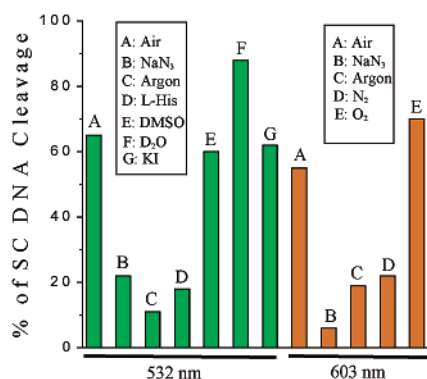 % of SC DNA Cleavage
100
80
60
40
20
0
A: Air
B: NaN₃
C: Argon
D: L-His
E: DMSO
F: D₂O
G: KI
A: Air
B: NaN₃
C: Argon
D: N₂
E: O₂
A
B
C
D
E
F
G
A
B
C
D
E
532 nm
603 nm